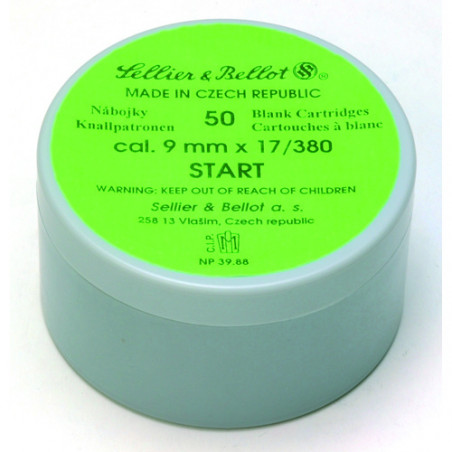 Sellier & Bellot S&B ®
MADE IN CZECH REPUBLIC
Nábojky 50 Blank Cartridges
Knallpatronen Cartouches à blanc
cal. 9 mm x 17/380
START
WARNING: KEEP OUT OF REACH OF CHILDREN
Sellier & Bellot a. s.
258 13 Vlašim, Czech republic
C.I.P.
NP 39.88